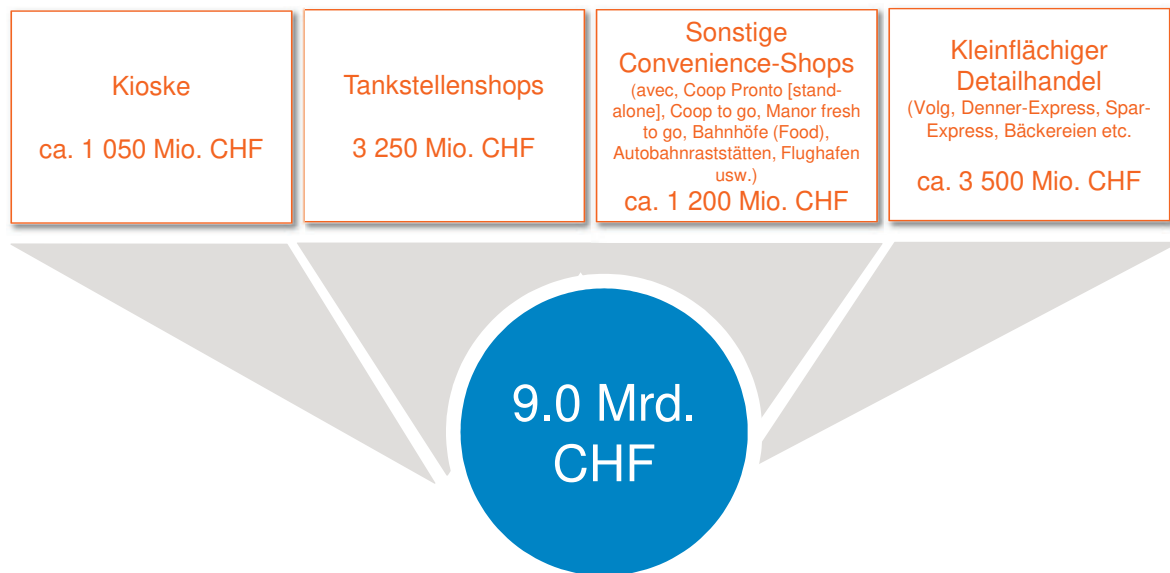 Kioske
ca. 1 050 Mio. CHF
Tankstellenshops
3 250 Mio. CHF
Sonstige
Convenience-Shops
(avec, Coop Pronto [stand-
alone], Coop to go, Manor fresh
to go, Bahnhöfe (Food),
Autobahnraststätten, Flughafen
usw.)
ca. 1 200 Mio. CHF
Kleinflächiger
Detailhandel
(Volg, Denner-Express, Spar-
Express, Bäckereien etc.
ca. 3 500 Mio. CHF
9.0 Mrd.
CHF